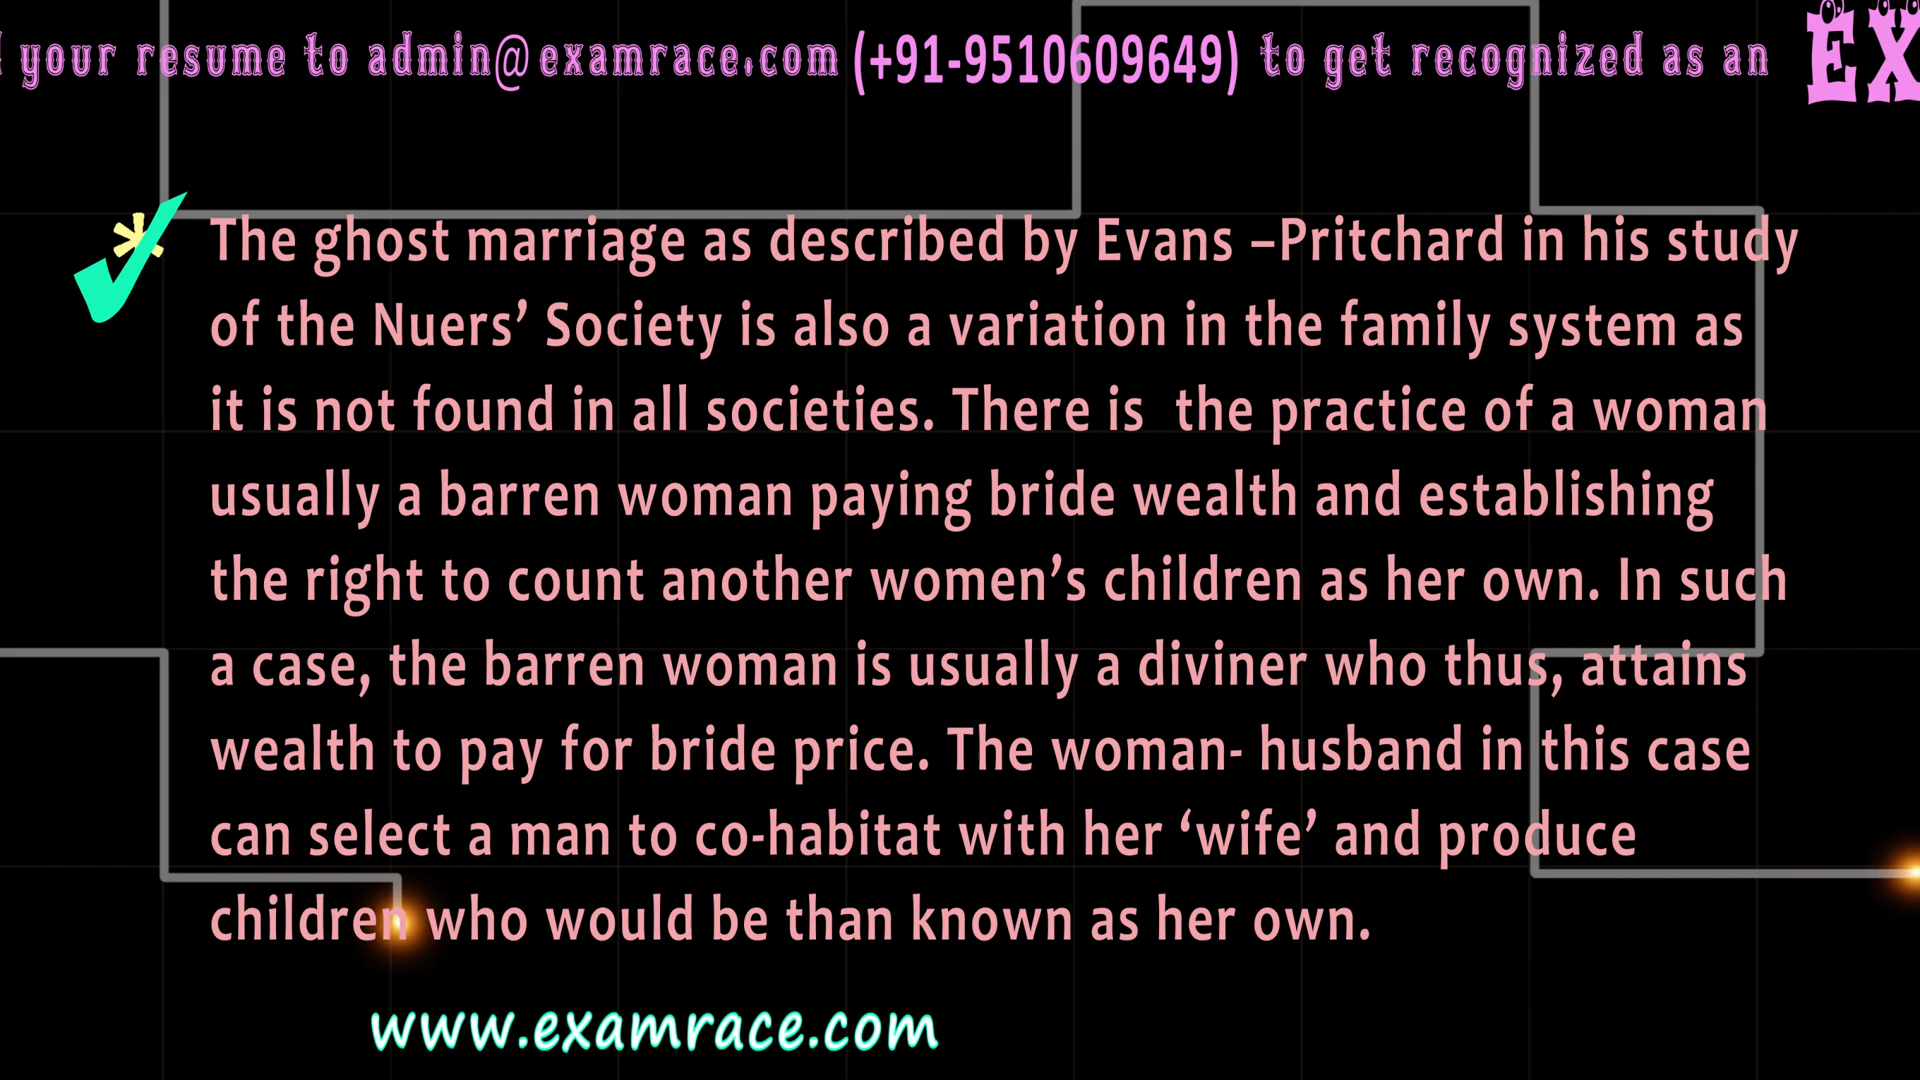 your resume to admin@examrace.com (+91-9510609649) to get recognized as an EX
The ghost marriage as described by Evans –Pritchard in his study
of the Nuers’ Society is also a variation in the family system as
it is not found in all societies. There is  the practice of a woman
usually a barren woman paying bride wealth and establishing
the right to count another women’s children as her own. In such
a case, the barren woman is usually a diviner who thus, attains
wealth to pay for bride price. The woman- husband in this case
can select a man to co-habitat with her ‘wife’ and produce
children who would be than known as her own.
www.examrace.com